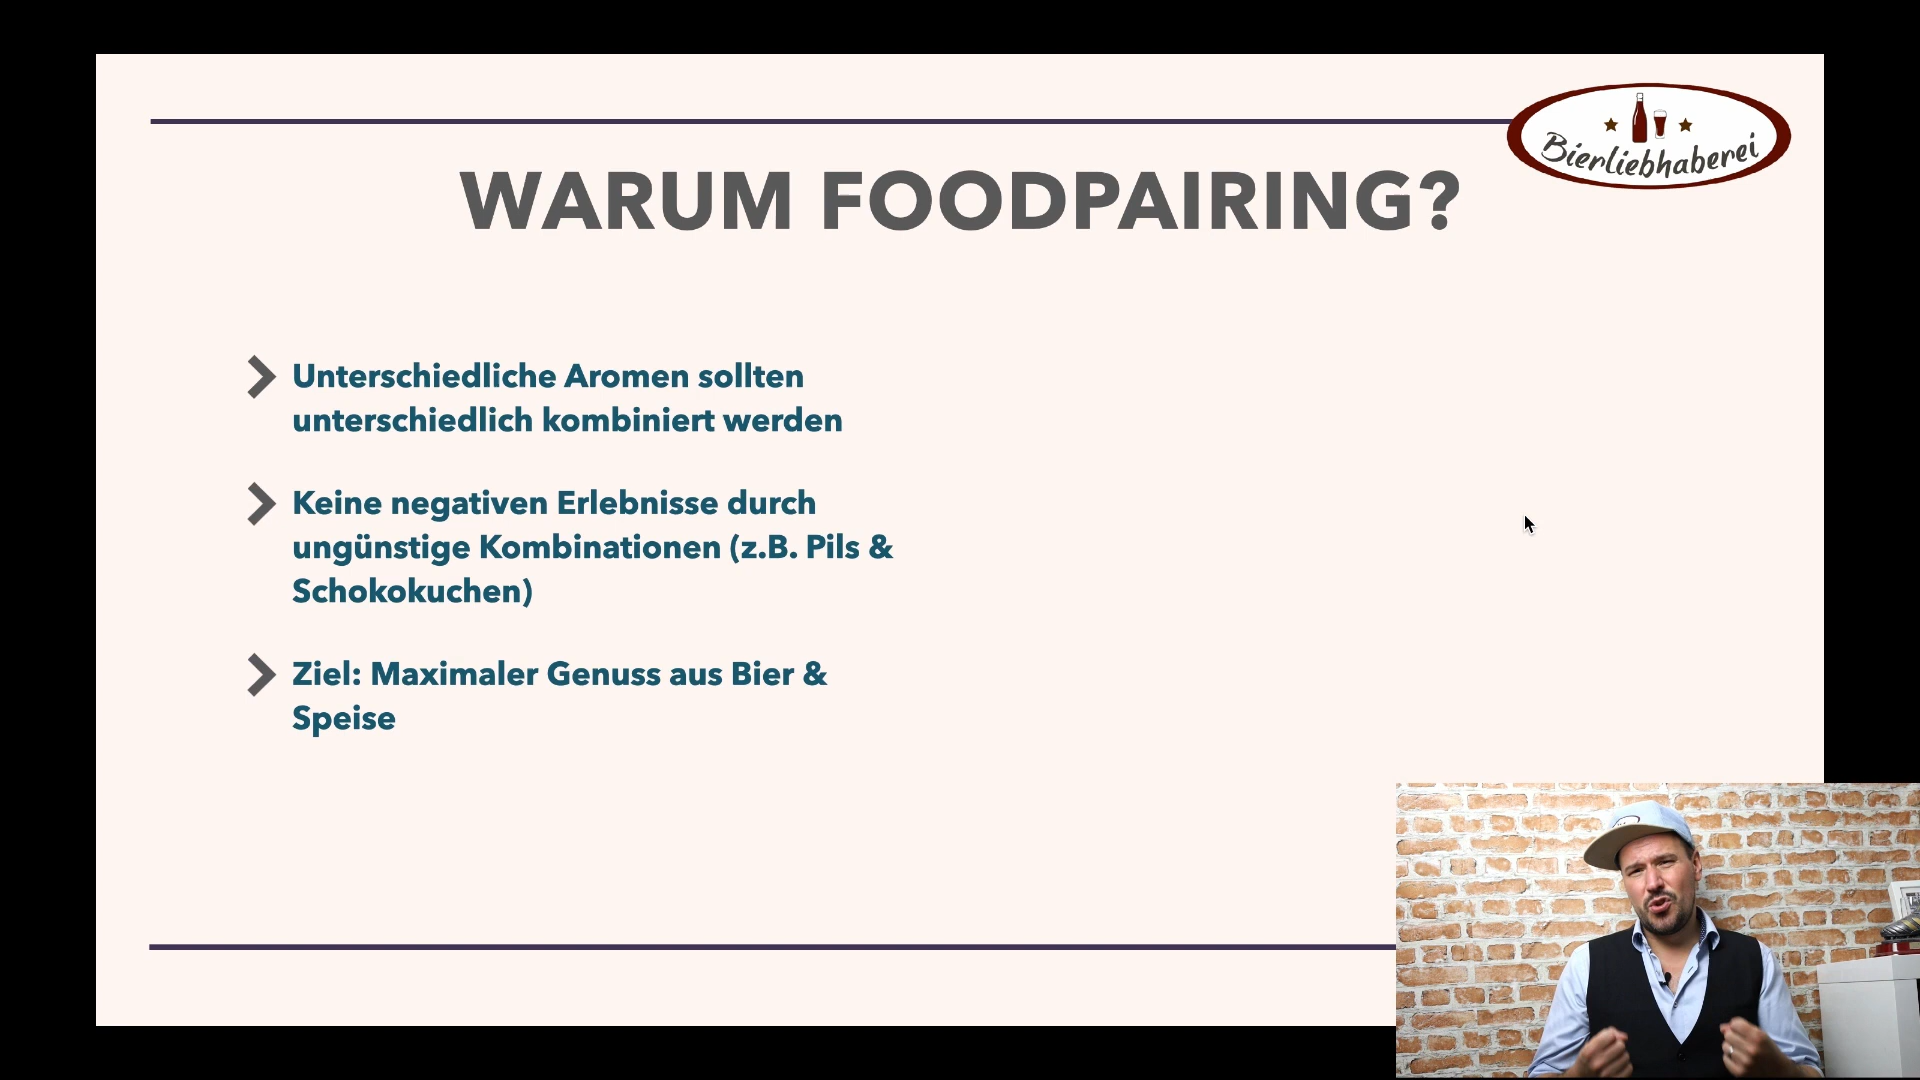 Bierliebhaberei
WARUM FOODPAIRING?
Unterschiedliche Aromen sollten
unterschiedlich kombiniert werden
Keine negativen Erlebnisse durch
ungünstige Kombinationen (z.B. Pils &
Schokokuchen)
Ziel: Maximaler Genuss aus Bier &
Speise